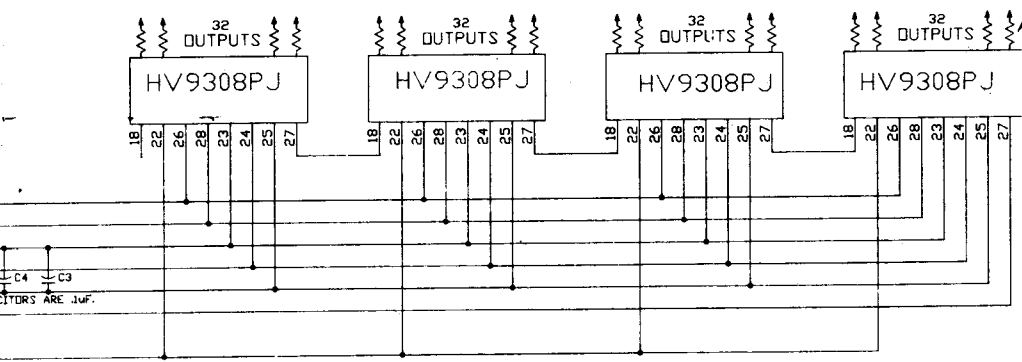 32
OUTPUTS
HV9308PJ
18 22 26 28 23 24 25 27
32
OUTPUTS
HV9308PJ
18 22 26 28 23 24 25 27
32
OUTPUTS
HV9308PJ
18 22 26 28 23 24 25 27
32
OUTPUTS
HV9308PJ
18 22 26 28 23 24 25 27
C4 C3
CITORS ARE .1uF.